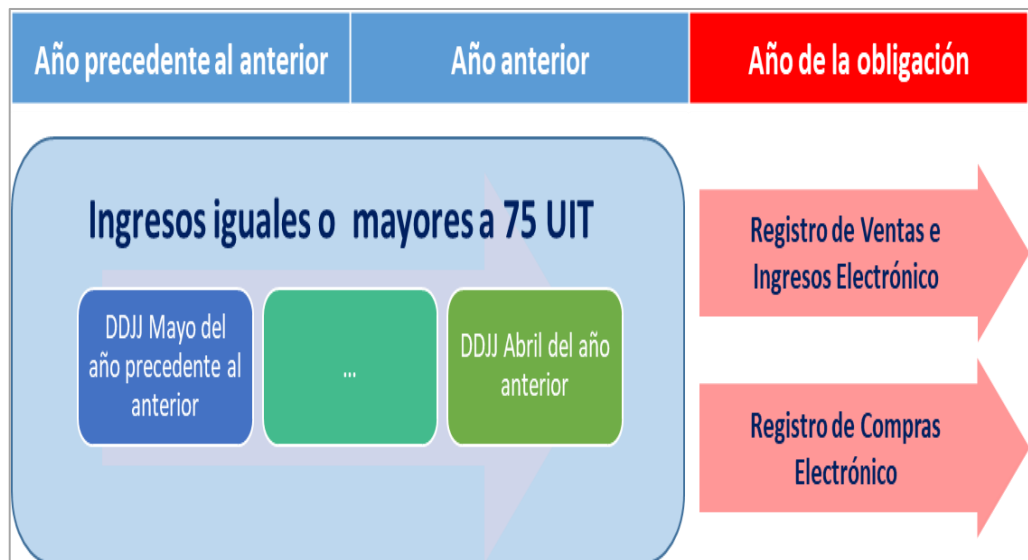 Año precedente al anterior
Año anterior
Año de la obligación
Ingresos iguales o mayores a 75 UIT
DDJJ Mayo del
año precedente al
anterior
...
DDJJ Abril del año
anterior
Registro de Ventas e
Ingresos Electrónico
Registro de Compras
Electrónico